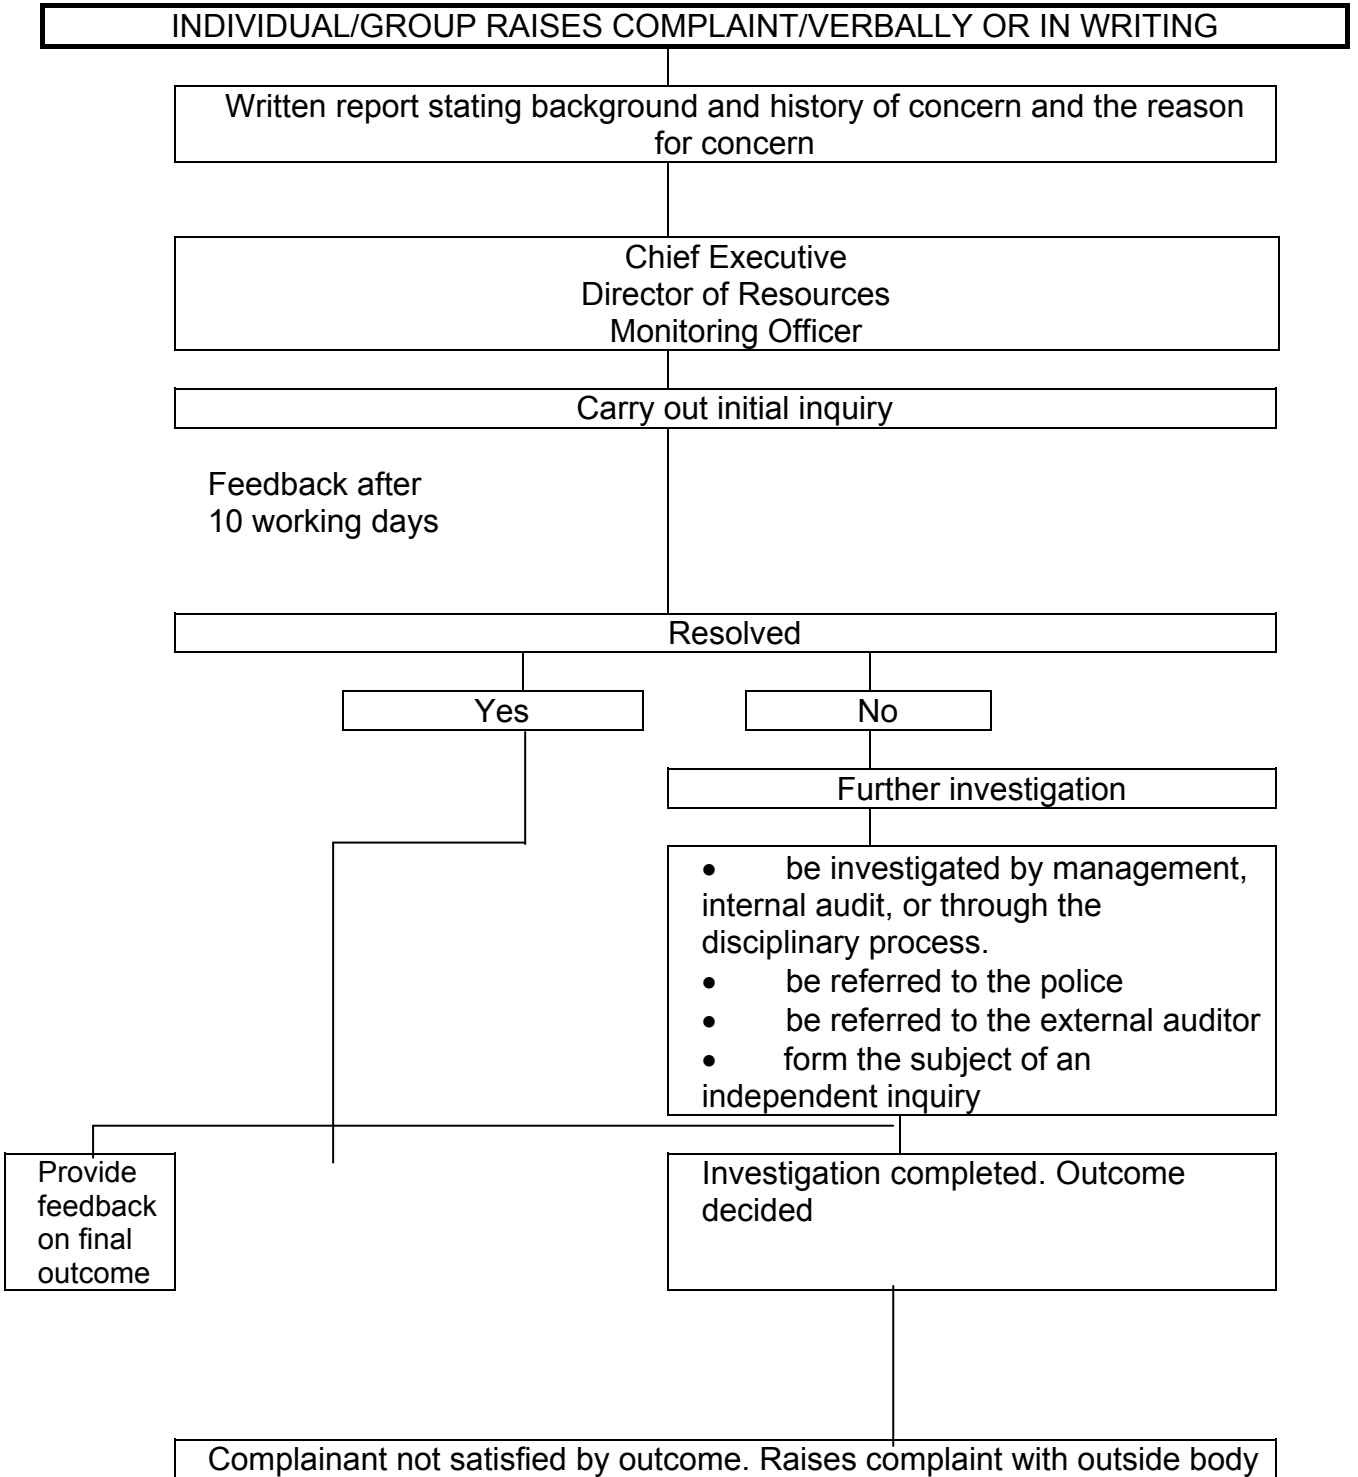 INDIVIDUAL/GROUP RAISES COMPLAINT/VERBALLY OR IN WRITING
Written report stating background and history of concern and the reason
for concern
Chief Executive
Director of Resources
Monitoring Officer
Carry out initial inquiry
Feedback after
10 working days
Resolved
Yes
No
Further investigation
• be investigated by management,
internal audit, or through the
disciplinary process.
• be referred to the police
• be referred to the external auditor
• form the subject of an
independent inquiry
Provide
feedback
on final
outcome
Investigation completed. Outcome
decided
Complainant not satisfied by outcome. Raises complaint with outside body